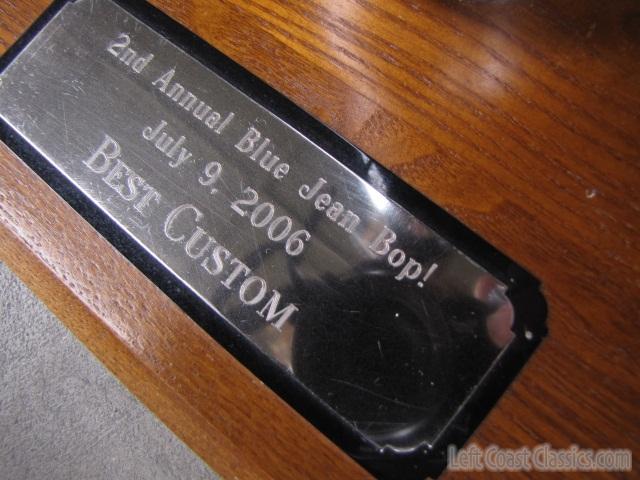 2nd Annual Blue Jean Bop!
July 9, 2006
BEST CUSTOM
Left Coast Classics.com